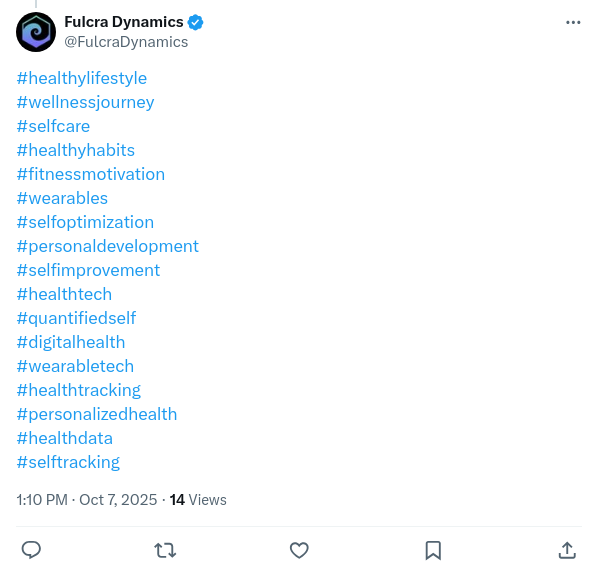 Fulcra Dynamics
@FulcraDynamics
#healthylifestyle
#wellnessjourney
#selfcare
#healthyhabits
#fitnessmotivation
#wearables
#selfoptimization
#personaldevelopment
#selfimprovement
#healthtech
#quantifiedself
#digitalhealth
#wearabletech
#healthtracking
#personalizedhealth
#healthdata
#selftracking
1:10 PM · Oct 7, 2025 · 14 Views